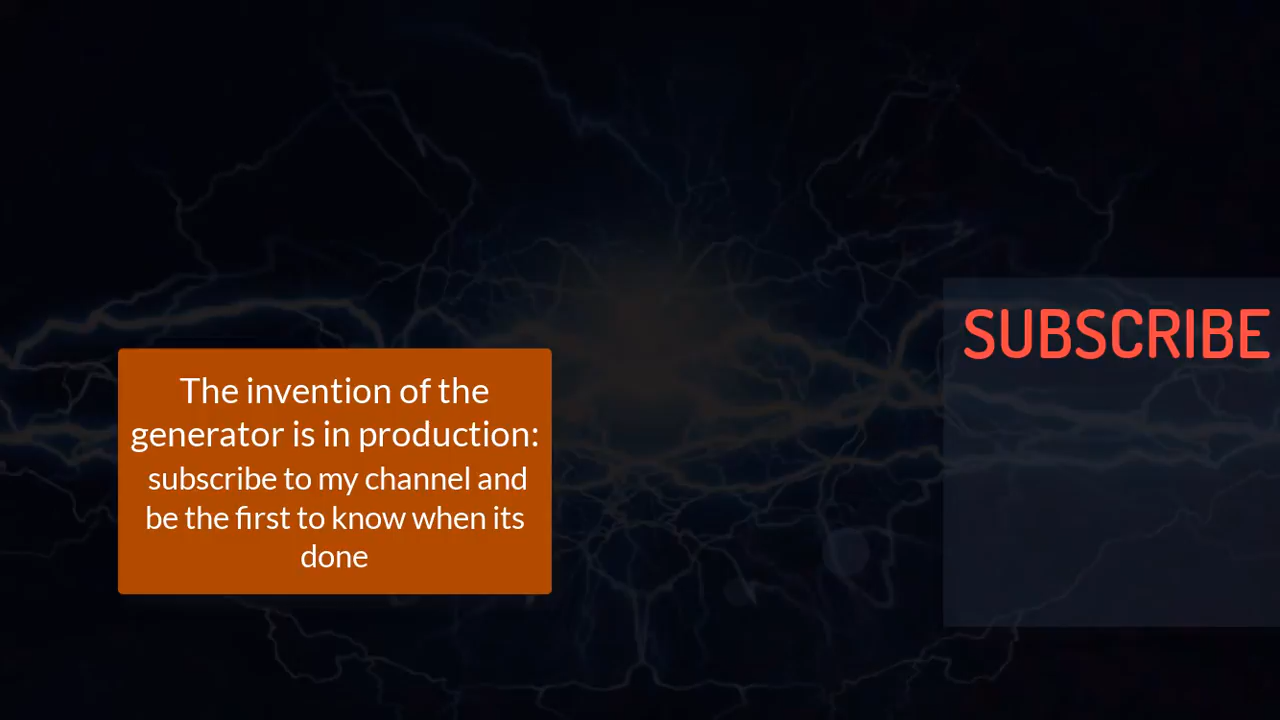 SUBSCRIBE
The invention of the
generator is in production:
subscribe to my channel and
be the first to know when its
done